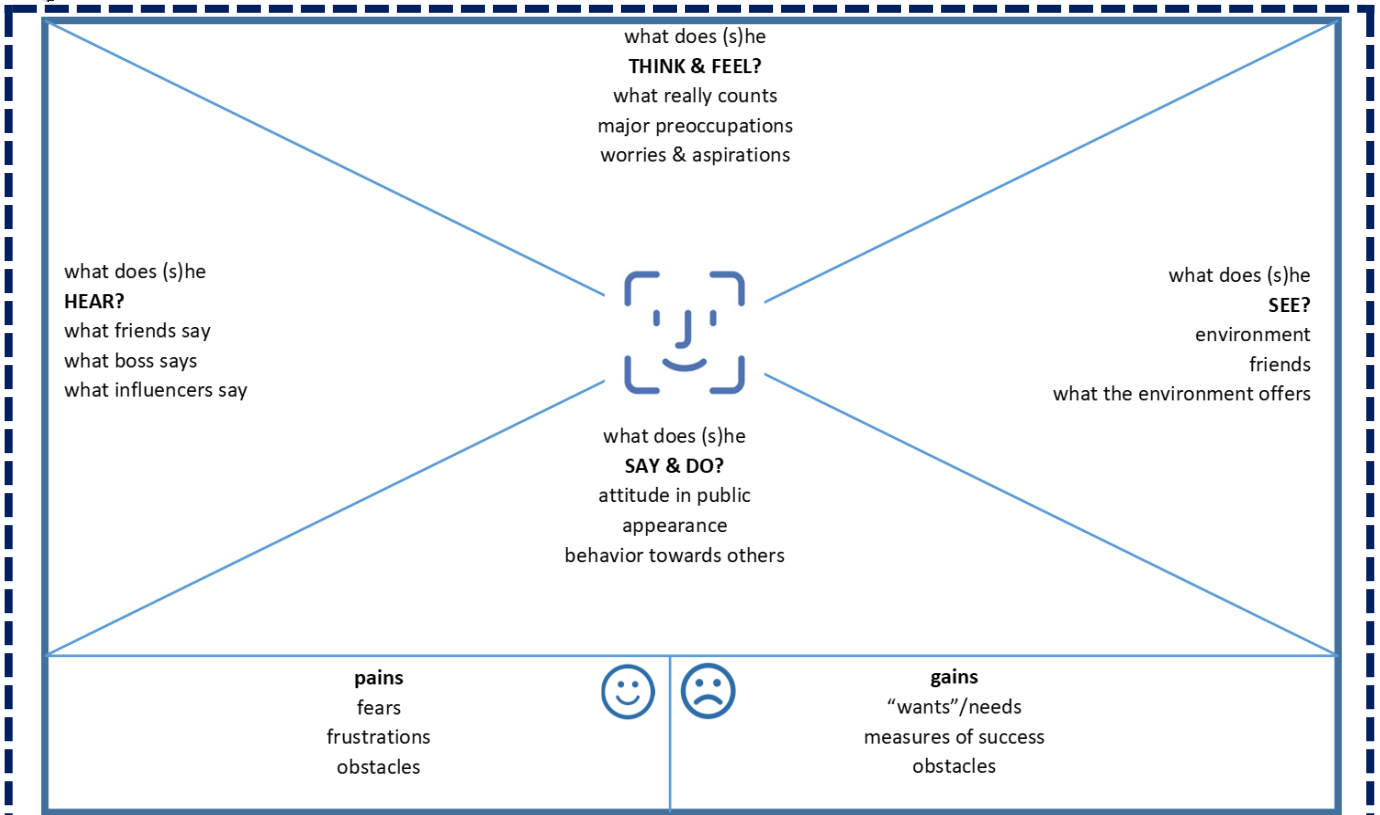 what does (s)he
THINK & FEEL?
what really counts
major preoccupations
worries & aspirations
what does (s)he
HEAR?
what friends say
what boss says
what influencers say
what does (s)he
SEE?
environment
friends
what the environment offers
what does (s)he
SAY & DO?
attitude in public
appearance
behavior towards others
pains
fears
frustrations
obstacles
gains
“wants”/needs
measures of success
obstacles